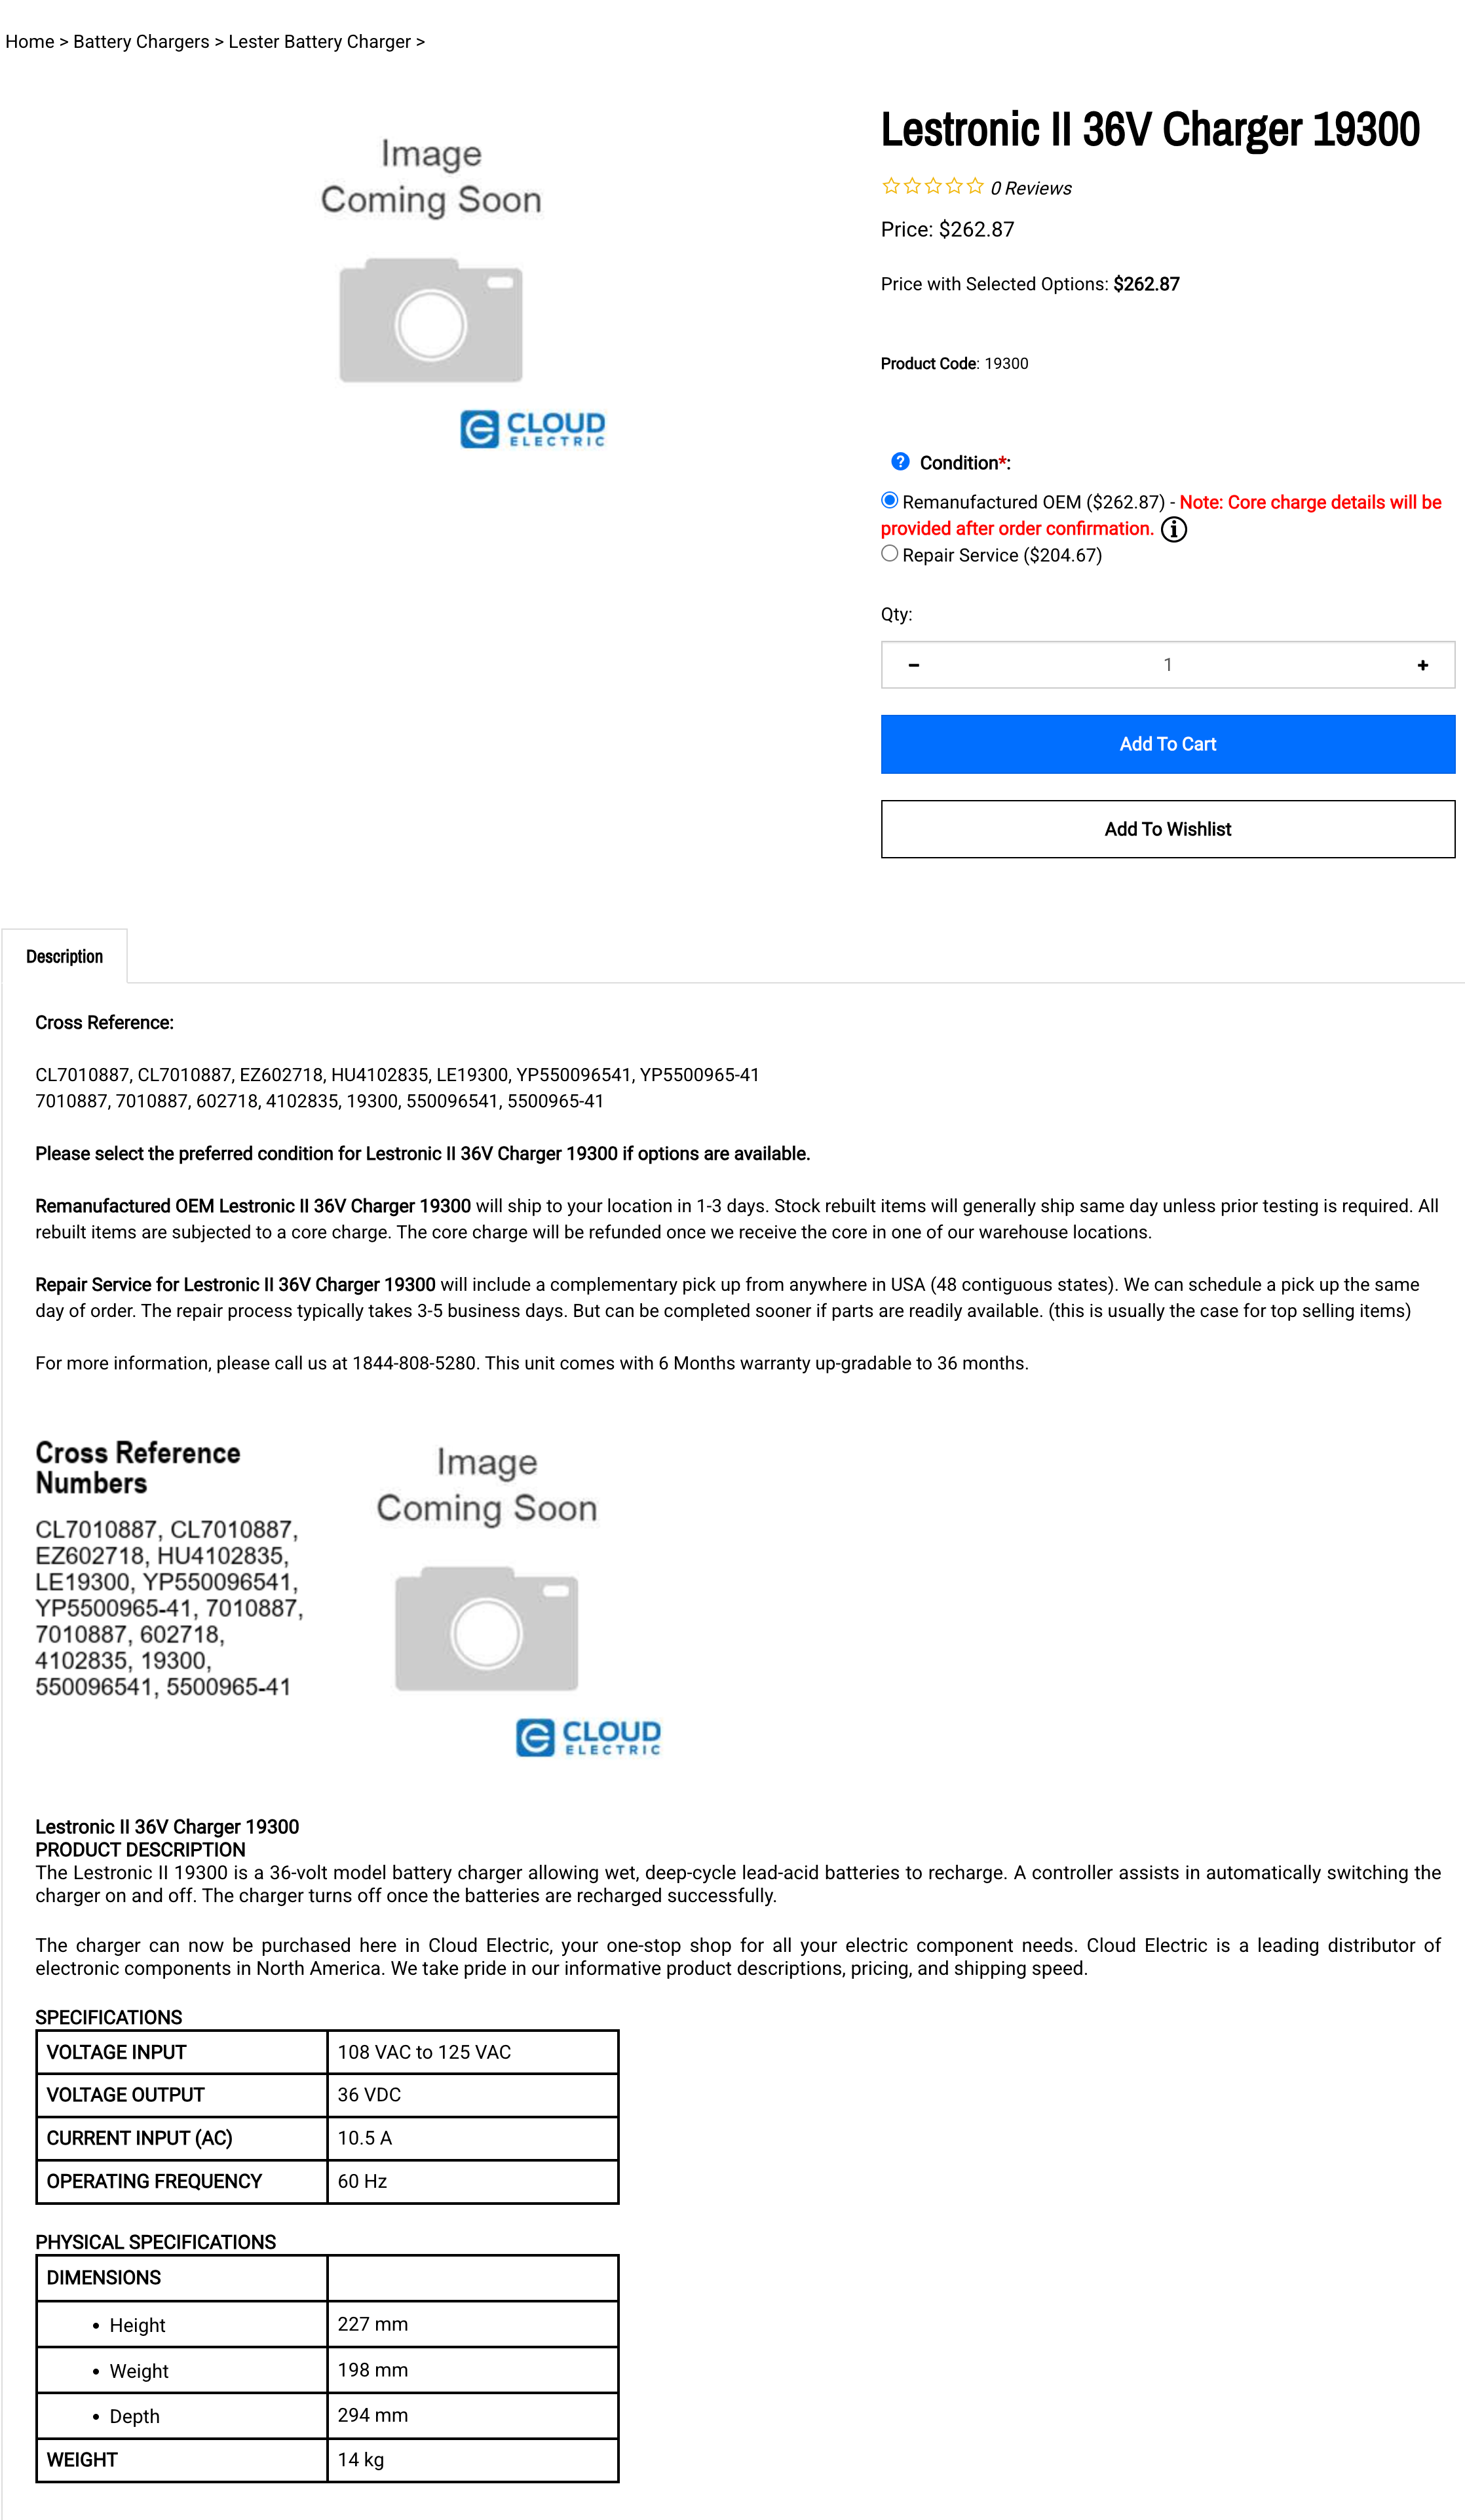 Home > Battery Chargers > Lester Battery Charger >
Image
Coming Soon
CLOUD
ELECTRIC
Lestronic II 36V Charger 19300
0 Reviews
Price: $262.87
Price with Selected Options: $262.87
Product Code: 19300
? Condition*:
Remanufactured OEM ($262.87) - Note: Core charge details will be
provided after order confirmation.
Repair Service ($204.67)
Qty:
− 1 +
Add To Cart
Add To Wishlist
Description
Cross Reference:
CL7010887, CL7010887, EZ602718, HU4102835, LE19300, YP550096541, YP5500965-41
7010887, 7010887, 602718, 4102835, 19300, 550096541, 5500965-41
Please select the preferred condition for Lestronic II 36V Charger 19300 if options are available.
Remanufactured OEM Lestronic II 36V Charger 19300 will ship to your location in 1-3 days. Stock rebuilt items will generally ship same day unless prior testing is required. All
rebuilt items are subjected to a core charge. The core charge will be refunded once we receive the core in one of our warehouse locations.
Repair Service for Lestronic II 36V Charger 19300 will include a complementary pick up from anywhere in USA (48 contiguous states). We can schedule a pick up the same
day of order. The repair process typically takes 3-5 business days. But can be completed sooner if parts are readily available. (this is usually the case for top selling items)
For more information, please call us at 1844-808-5280. This unit comes with 6 Months warranty up-gradable to 36 months.
Cross Reference
Numbers
CL7010887, CL7010887,
EZ602718, HU4102835,
LE19300, YP550096541,
YP5500965-41, 7010887,
7010887, 602718,
4102835, 19300,
550096541, 5500965-41
Image
Coming Soon
CLOUD
ELECTRIC
Lestronic II 36V Charger 19300
PRODUCT DESCRIPTION
The Lestronic II 19300 is a 36-volt model battery charger allowing wet, deep-cycle lead-acid batteries to recharge. A controller assists in automatically switching the
charger on and off. The charger turns off once the batteries are recharged successfully.
The charger can now be purchased here in Cloud Electric, your one-stop shop for all your electric component needs. Cloud Electric is a leading distributor of
electronic components in North America. We take pride in our informative product descriptions, pricing, and shipping speed.
SPECIFICATIONS
VOLTAGE INPUT 108 VAC to 125 VAC
VOLTAGE OUTPUT 36 VDC
CURRENT INPUT (AC) 10.5 A
OPERATING FREQUENCY 60 Hz
PHYSICAL SPECIFICATIONS
DIMENSIONS
• Height 227 mm
• Weight 198 mm
• Depth 294 mm
WEIGHT 14 kg